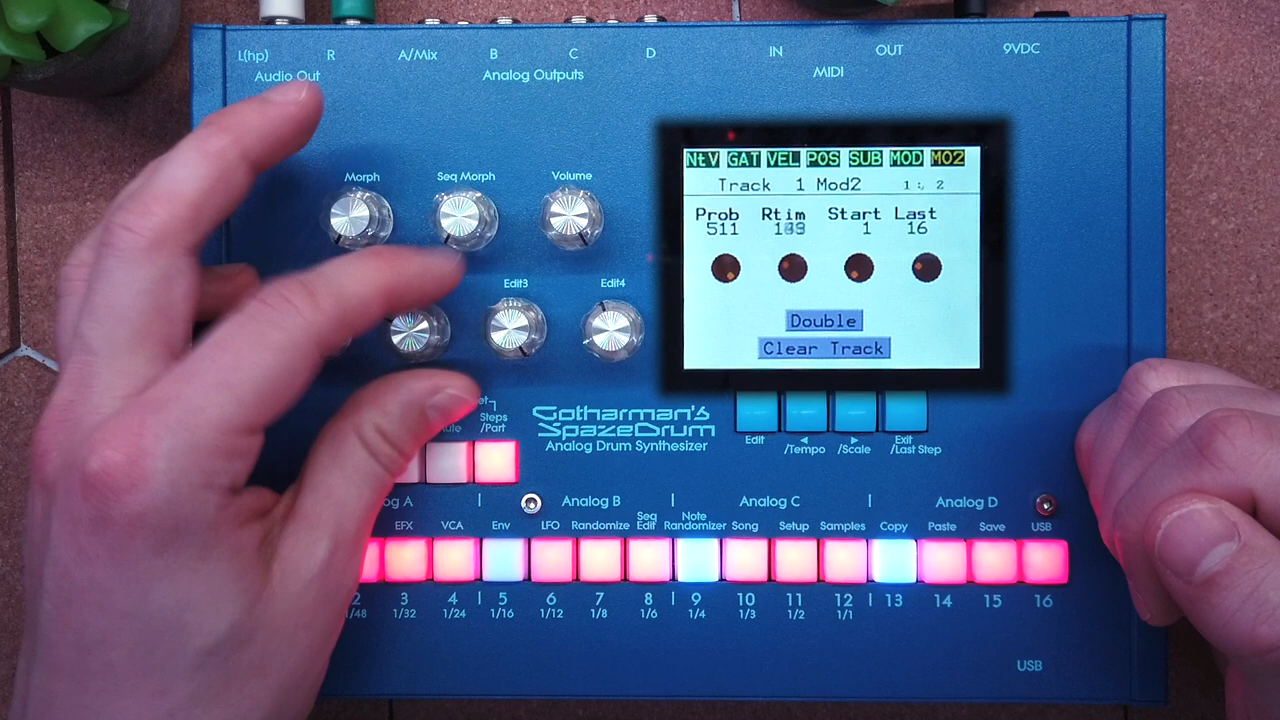 L(hp) R A/Mix B C D IN OUT 9VDC
Audio Out Analog Outputs MIDI
Morph Seq Morph Volume
NtV GAT VEL POS SUB MOD MO2
Track 1 Mod2 1: 2
Prob Rtim Start Last
511 1 16
Edit3 Edit4
Double
Clear Track
Steps
/Part
Gotharman's
SpazeDrum
Analog Drum Synthesizer
Edit ◀ ▶ Exit
/Tempo /Scale /Last Step
Analog B Analog C Analog D
EFX VCA Env LFO Randomize Seq Edit Note Randomizer Song Setup Samples Copy Paste Save USB
2 3 4 5 6 7 8 9 10 11 12 13 14 15 16
1/48 1/32 1/24 1/16 1/12 1/8 1/6 1/4 1/3 1/2 1/1
USB